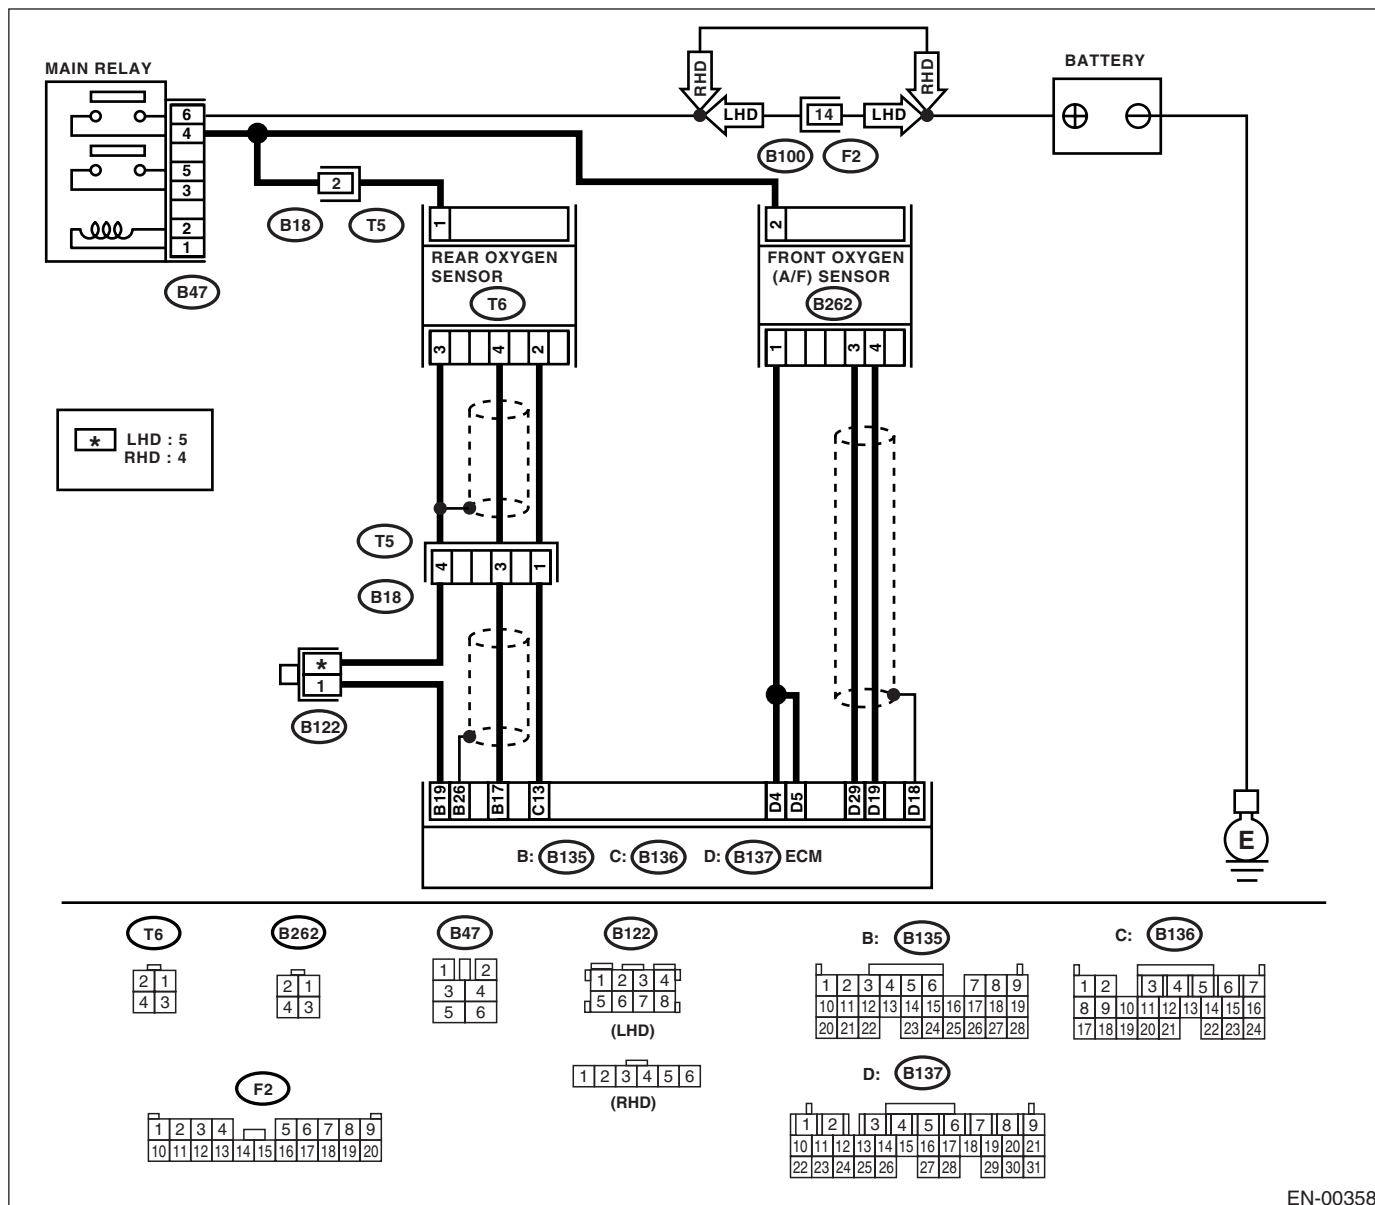 MAIN RELAY
6
4
5
3
2
1
B47
RHD
RHD
LHD
14
LHD
B100
F2
BATTERY
2
B18
T5
1
REAR OXYGEN
SENSOR
T6
3
4
2
2
FRONT OXYGEN
(A/F) SENSOR
B262
1
3
4
* LHD : 5
RHD : 4
T5
4
3
1
B18
*
1
B122
B19
B26
B17
C13
D4
D5
D29
D19
D18
B: B135 C: B136 D: B137 ECM
E
T6
2 1
4 3
B262
2 1
4 3
B47
1 2
3 4
5 6
B122
1 2 3 4
5 6 7 8
(LHD)
1 2 3 4 5 6
(RHD)
B: B135
1 2 3 4 5 6 7 8 9
10 11 12 13 14 15 16 17 18 19
20 21 22 23 24 25 26 27 28
C: B136
1 2 3 4 5 6 7
8 9 10 11 12 13 14 15 16
17 18 19 20 21 22 23 24
F2
1 2 3 4 5 6 7 8 9
10 11 12 13 14 15 16 17 18 19 20
D: B137
1 2 3 4 5 6 7 8 9
10 11 12 13 14 15 16 17 18 19 20 21
22 23 24 25 26 27 28 29 30 31
EN-00358